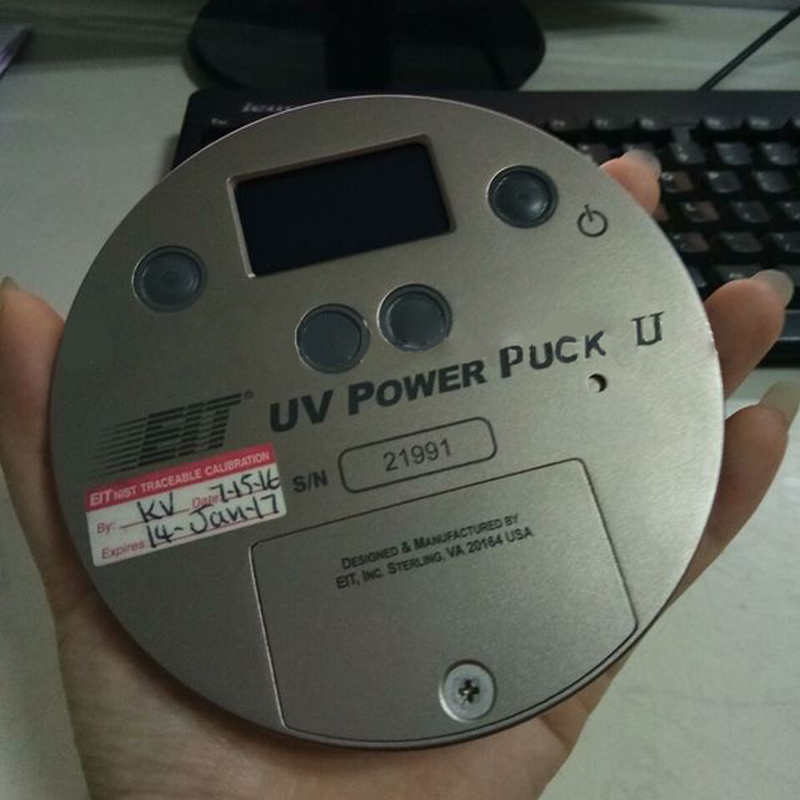 EIT®
UV POWER PUCK II
S/N 21991
EIT NIST TRACEABLE CALIBRATION
By: KV Date: 7-15-16
Expires: 14-Jan-17
DESIGNED & MANUFACTURED BY
EIT, INC. STERLING, VA 20164 USA